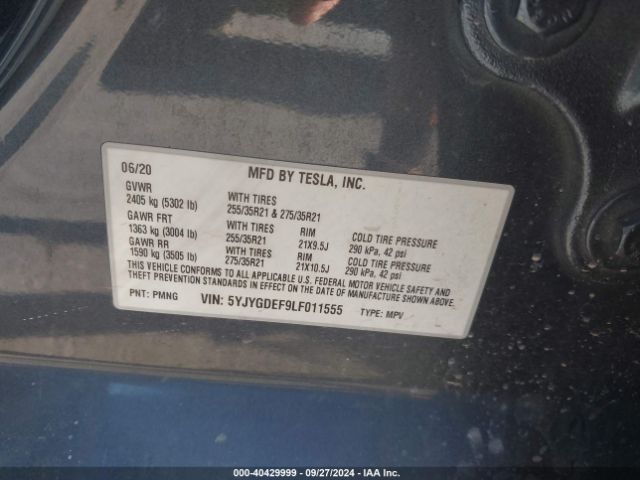 06/20 MFD BY TESLA, INC.
GVWR
2405 kg (5302 lb) WITH TIRES
255/35R21 & 275/35R21
GAWR FRT WITH TIRES RIM COLD TIRE PRESSURE
1363 kg (3004 lb) 255/35R21 21X9.5J 290 kPa, 42 psi
GAWR RR WITH TIRES RIM COLD TIRE PRESSURE
1590 kg (3505 lb) 275/35R21 21X10.5J 290 kPa, 42 psi
THIS VEHICLE CONFORMS TO ALL APPLICABLE U.S. FEDERAL MOTOR VEHICLE SAFETY AND
THEFT PREVENTION STANDARDS IN EFFECT ON THE DATE OF MANUFACTURE SHOWN ABOVE.
PNT: PMNG VIN: 5YJYGDEF9LF011555 TYPE: MPV
000-40429999 - 09/27/2024 - IAA Inc.